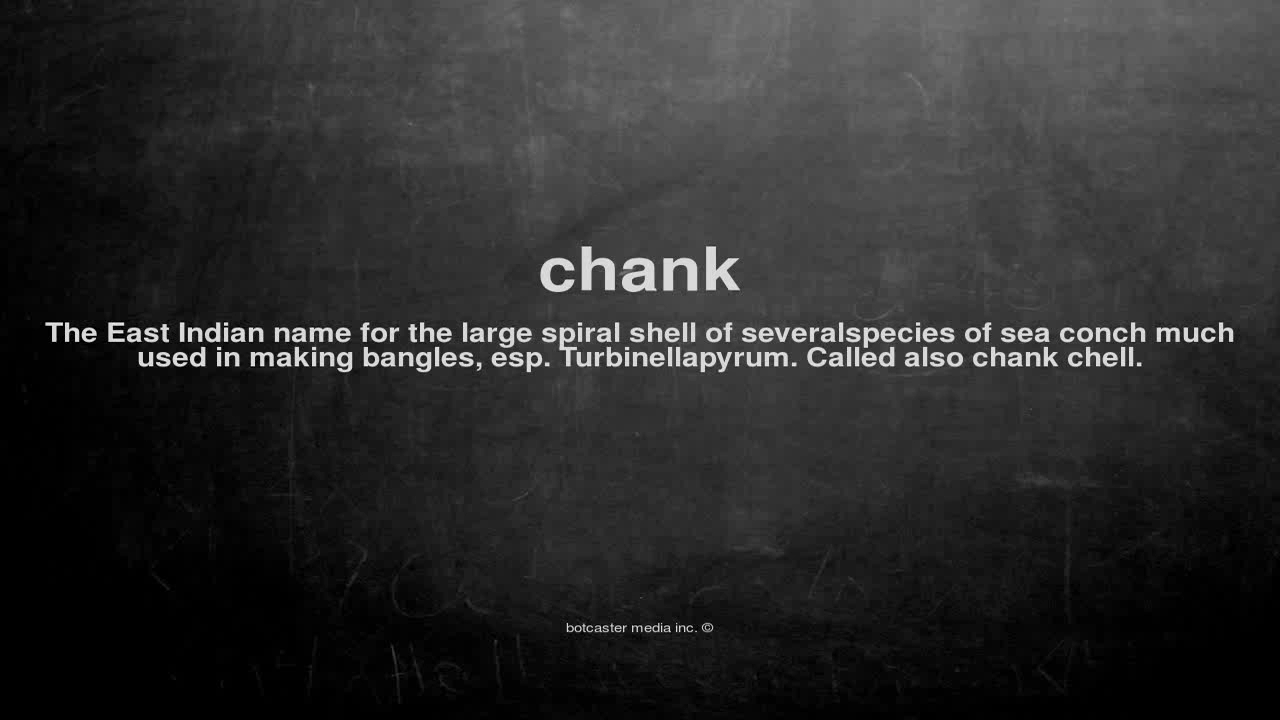 chank
The East Indian name for the large spiral shell of severalspecies of sea conch much
used in making bangles, esp. Turbinellapyrum. Called also chank chell.
botcaster media inc. ©